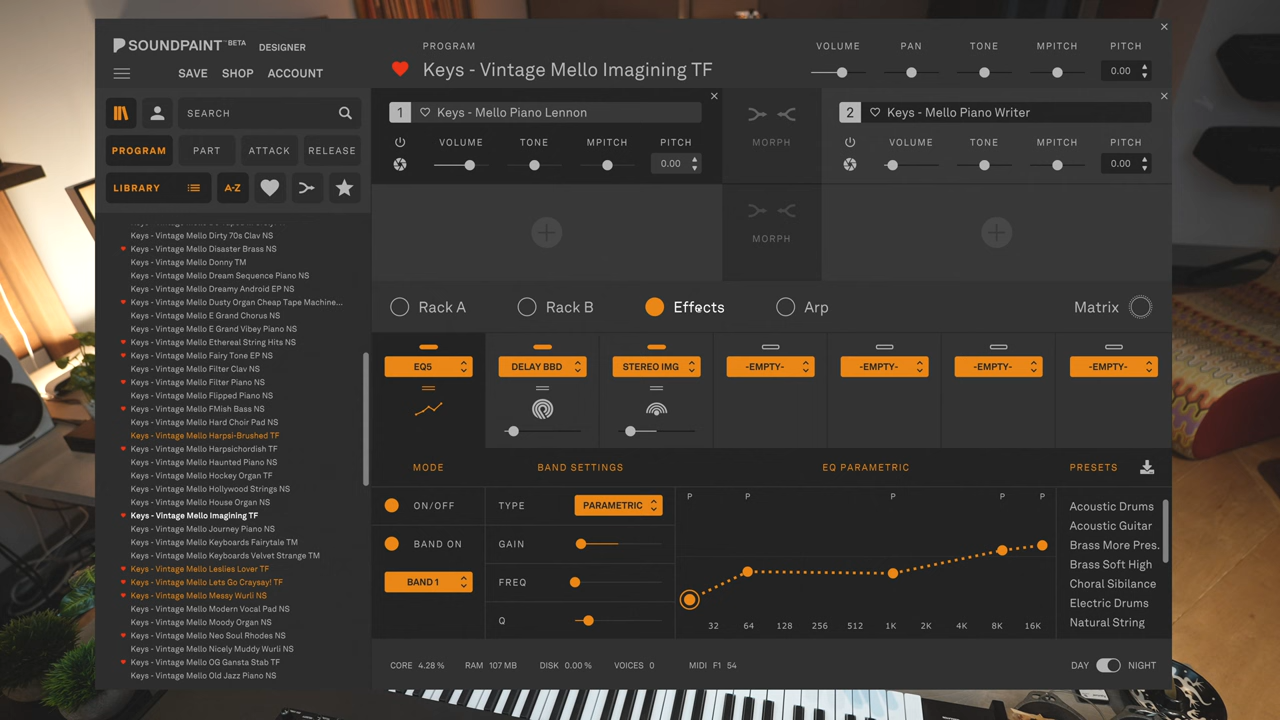 SOUNDPAINT BETA DESIGNER
SAVE SHOP ACCOUNT
PROGRAM
Keys - Vintage Mello Imagining TF
VOLUME PAN TONE MPITCH PITCH
0.00
SEARCH
PROGRAM PART ATTACK RELEASE
LIBRARY A-Z
1 Keys - Mello Piano Lennon
VOLUME TONE MPITCH PITCH
0.00
MORPH
2 Keys - Mello Piano Writer
VOLUME TONE MPITCH PITCH
0.00
MORPH
Keys - Vintage Mello Dirty 70s Clav NS
Keys - Vintage Mello Disaster Brass NS
Keys - Vintage Mello Donny TM
Keys - Vintage Mello Dream Sequence Piano NS
Keys - Vintage Mello Dreamy Android EP NS
Keys - Vintage Mello Dusty Organ Cheap Tape Machine...
Keys - Vintage Mello E Grand Chorus NS
Keys - Vintage Mello E Grand Vibey Piano NS
Keys - Vintage Mello Ethereal String Hits NS
Keys - Vintage Mello Fairy Tone EP NS
Keys - Vintage Mello Filter Clav NS
Keys - Vintage Mello Filter Piano NS
Keys - Vintage Mello Flipped Piano NS
Keys - Vintage Mello FMish Bass NS
Keys - Vintage Mello Hard Choir Pad NS
Keys - Vintage Mello Harpsi-Brushed TF
Keys - Vintage Mello Harpsichordish TF
Keys - Vintage Mello Haunted Piano NS
Keys - Vintage Mello Hockey Organ TF
Keys - Vintage Mello Hollywood Strings NS
Keys - Vintage Mello House Organ NS
Keys - Vintage Mello Imagining TF
Keys - Vintage Mello Journey Piano NS
Keys - Vintage Mello Keyboards Fairytale TM
Keys - Vintage Mello Keyboards Velvet Strange TM
Keys - Vintage Mello Leslies Lover TF
Keys - Vintage Mello Lets Go Craysay! TF
Keys - Vintage Mello Messy Wurli NS
Keys - Vintage Mello Modern Vocal Pad NS
Keys - Vintage Mello Moody Organ NS
Keys - Vintage Mello Neo Soul Rhodes NS
Keys - Vintage Mello Nicely Muddy Wurli NS
Keys - Vintage Mello OG Gansta Stab TF
Keys - Vintage Mello Old Jazz Piano NS
Rack A Rack B Effects Arp Matrix
EQ5 DELAY BBD STEREO IMG -EMPTY- -EMPTY- -EMPTY- -EMPTY-
MODE BAND SETTINGS EQ PARAMETRIC PRESETS
ON/OFF
BAND ON
BAND 1
TYPE PARAMETRIC
GAIN
FREQ
Q
P P P P P
32 64 128 256 512 1K 2K 4K 8K 16K
Acoustic Drums
Acoustic Guitar
Brass More Pres.
Brass Soft High
Choral Sibilance
Electric Drums
Natural String
CORE 4.28 % RAM 107 MB DISK 0.00 % VOICES 0 MIDI F1 54
DAY NIGHT